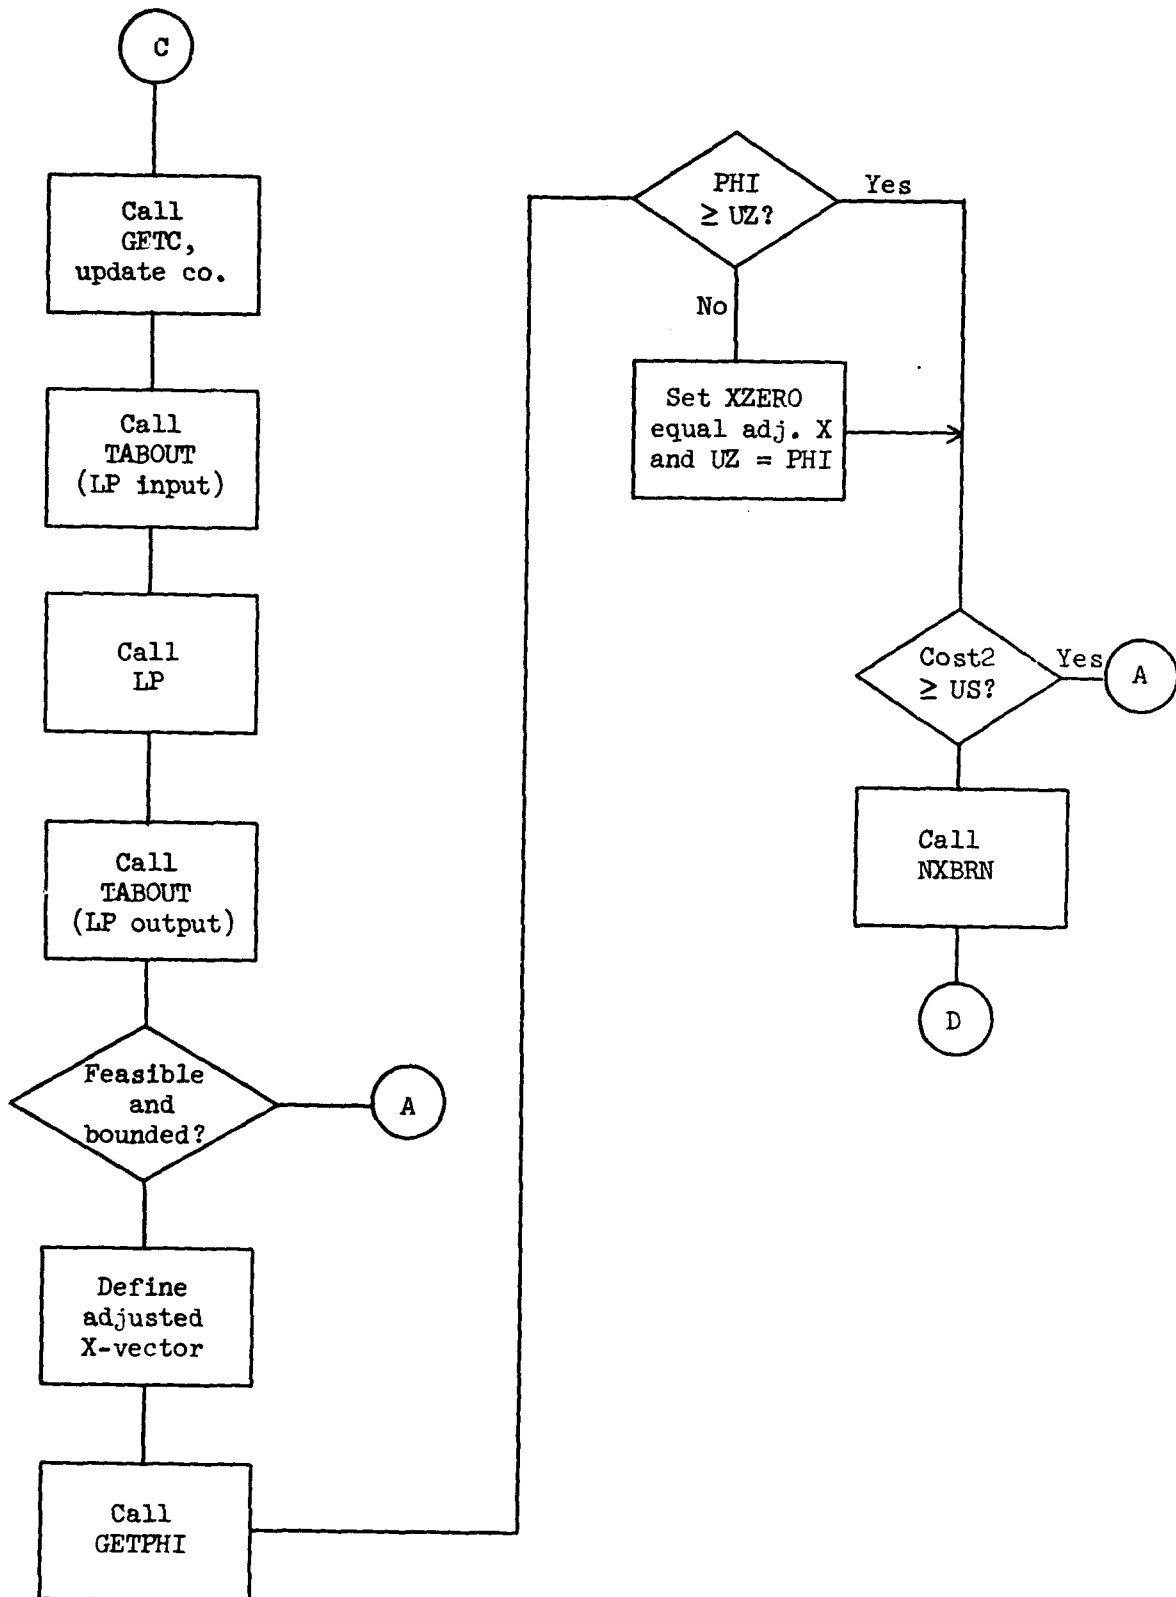 C
Call
GETC,
update co.
Call
TABOUT
(LP input)
Call
LP
Call
TABOUT
(LP output)
Feasible
and
bounded?
A
Define
adjusted
X-vector
Call
GETPHI
PHI
≥ UZ?
Yes
No
Set XZERO
equal adj. X
and UZ = PHI
Cost2
≥ US?
Yes
A
Call
NXBRN
D